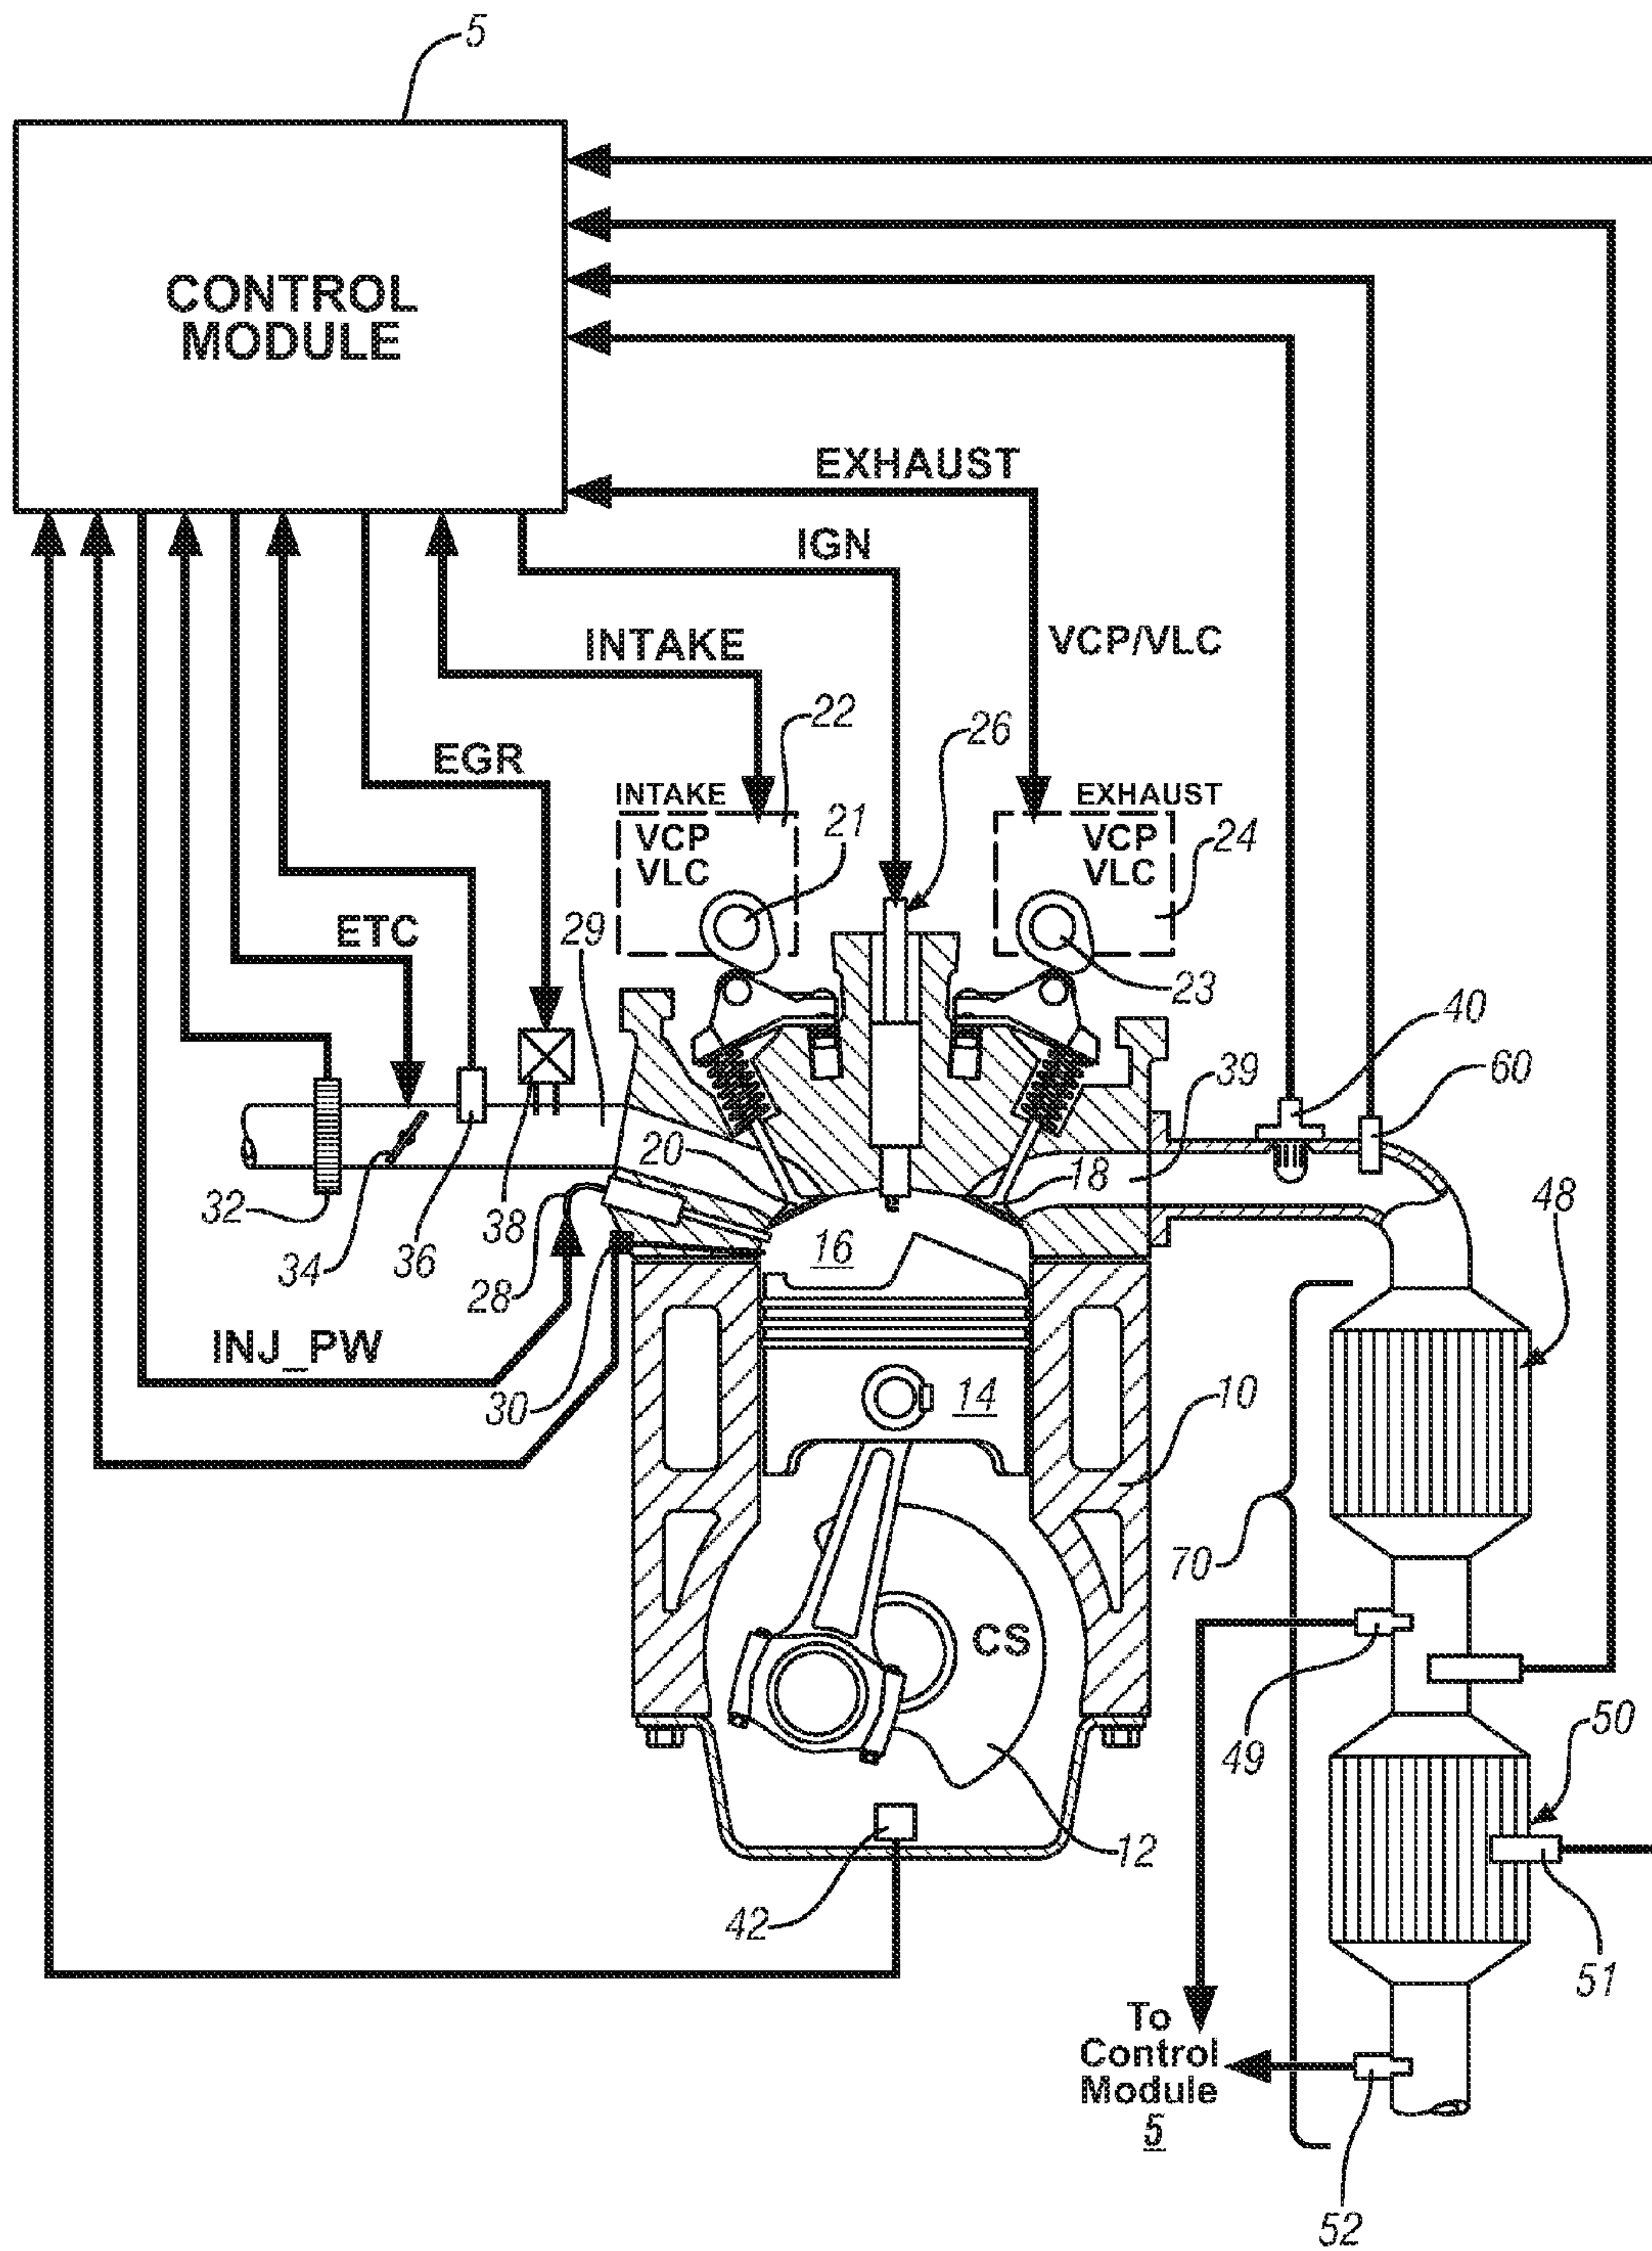 5
CONTROL
MODULE
EXHAUST
IGN
INTAKE
VCP/VLC
EGR
22
26
INTAKE
EXHAUST
VCP
VLC
21
VCP
VLC
24
ETC
29
23
40
39
60
20
18
32
34
36
38
28
16
48
INJ_PW
30
14
10
70
CS
49
50
12
42
51
To
Control
Module
5
52